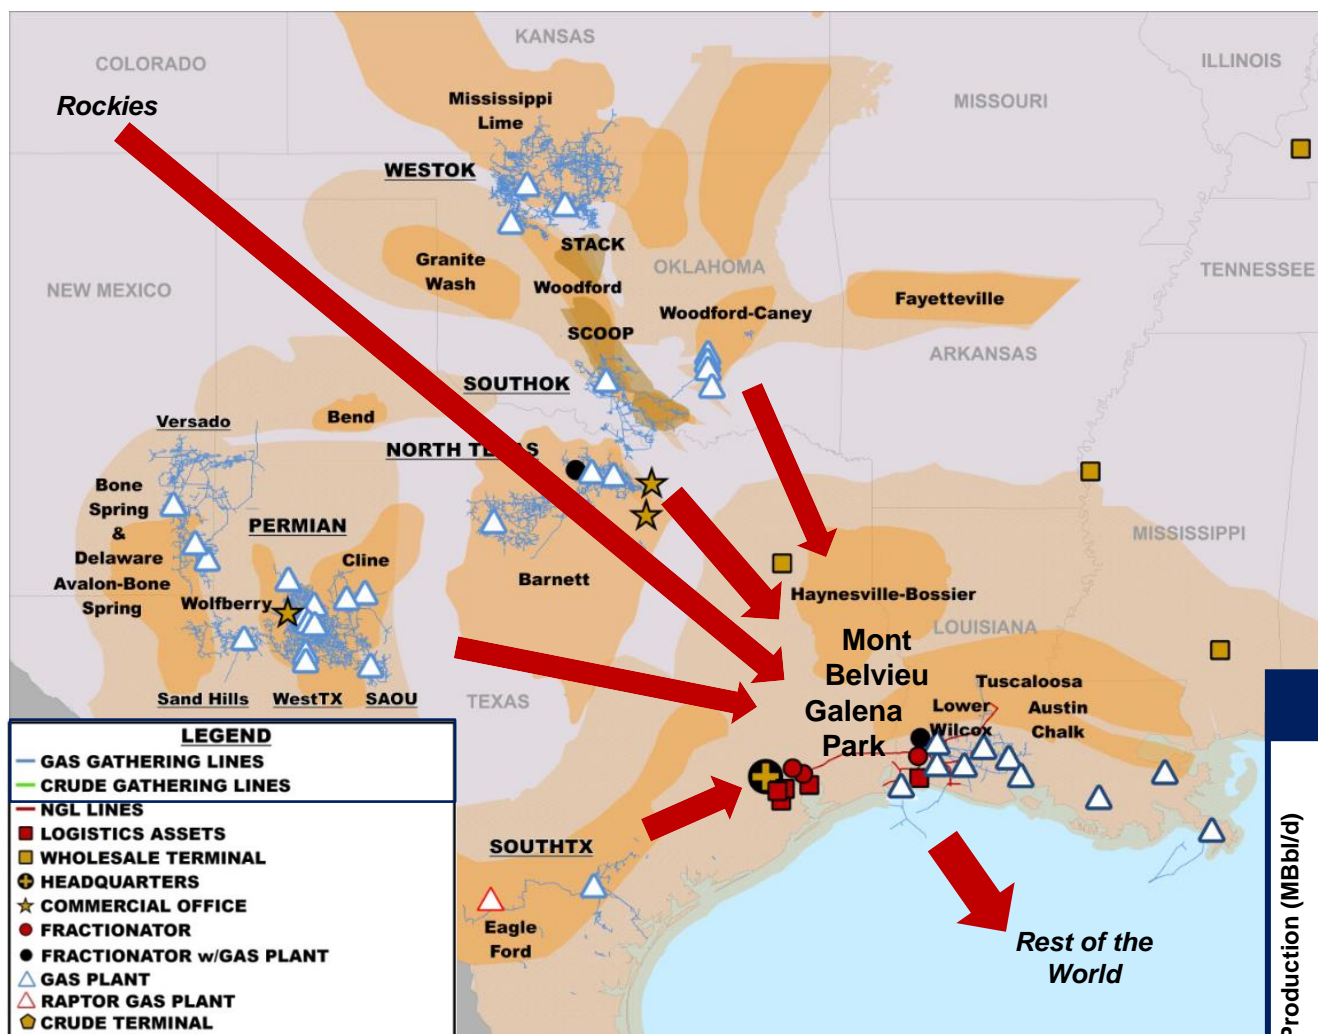 KANSAS
COLORADO
ILLINOIS
Rockies
Mississippi
Lime
MISSOURI
WESTOK
STACK
Granite
Wash
OKLAHOMA
TENNESSEE
NEW MEXICO
Woodford
Fayetteville
Woodford-Caney
SCOOP
ARKANSAS
SOUTHOK
Versado
Bend
NORTH TEXAS
Bone
Spring
&
Delaware
Avalon-Bone
Spring
PERMIAN
Cline
MISSISSIPPI
Barnett
Wolfberry
Haynesville-Bossier
LOUISIANA
Mont
Belvieu
Galena
Park
Tuscaloosa
Lower
Wilcox
Austin
Chalk
Sand Hills
WestTX
SAOU
TEXAS
LEGEND
GAS GATHERING LINES
CRUDE GATHERING LINES
NGL LINES
LOGISTICS ASSETS
WHOLESALE TERMINAL
HEADQUARTERS
COMMERCIAL OFFICE
FRACTIONATOR
FRACTIONATOR w/GAS PLANT
GAS PLANT
RAPTOR GAS PLANT
CRUDE TERMINAL
SOUTHTX
Eagle
Ford
Rest of the
World
Production (MBbl/d)